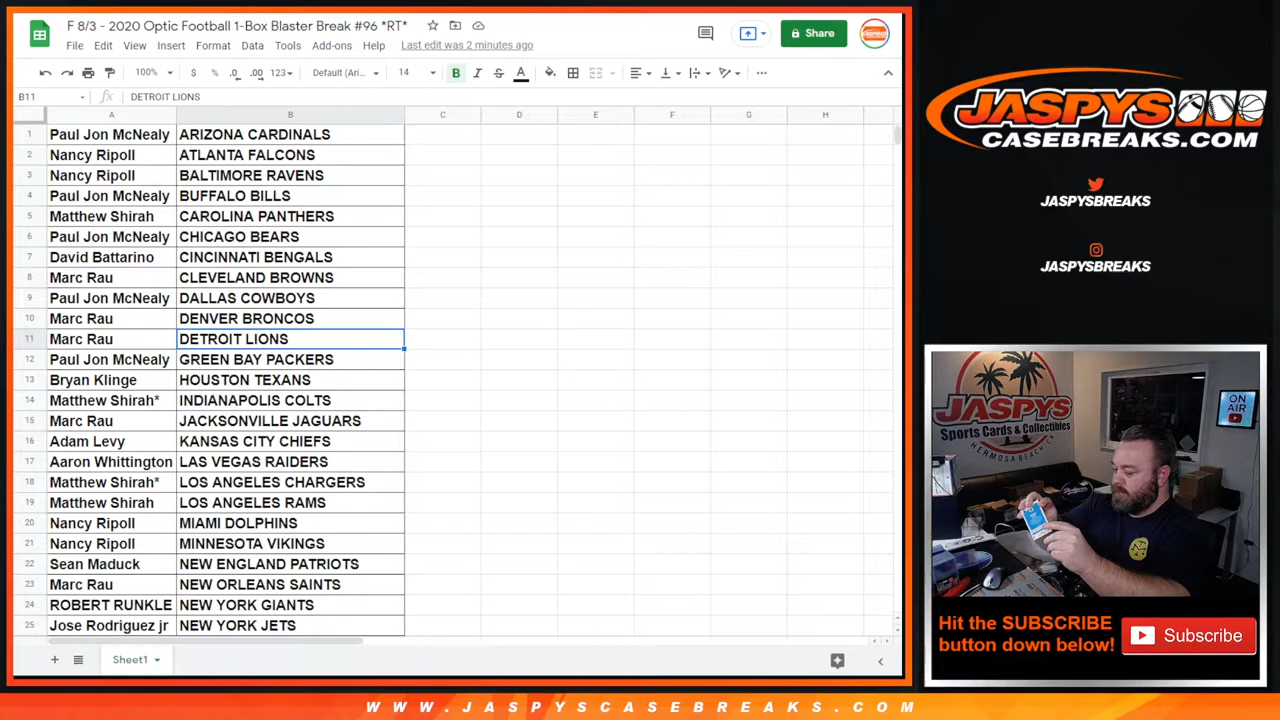 F 8/3 - 2020 Optic Football 1-Box Blaster Break #96 *RT*
File Edit View Insert Format Data Tools Add-ons Help Last edit was 2 minutes ago
Share
100% $ % .0 .00 123 Default (Ari... 14 B I S A
B11 fx DETROIT LIONS
A B C D E F G H
1 Paul Jon McNealy ARIZONA CARDINALS
2 Nancy Ripoll ATLANTA FALCONS
3 Nancy Ripoll BALTIMORE RAVENS
4 Paul Jon McNealy BUFFALO BILLS
5 Matthew Shirah CAROLINA PANTHERS
6 Paul Jon McNealy CHICAGO BEARS
7 David Battarino CINCINNATI BENGALS
8 Marc Rau CLEVELAND BROWNS
9 Paul Jon McNealy DALLAS COWBOYS
10 Marc Rau DENVER BRONCOS
11 Marc Rau DETROIT LIONS
12 Paul Jon McNealy GREEN BAY PACKERS
13 Bryan Klinge HOUSTON TEXANS
14 Matthew Shirah* INDIANAPOLIS COLTS
15 Marc Rau JACKSONVILLE JAGUARS
16 Adam Levy KANSAS CITY CHIEFS
17 Aaron Whittington LAS VEGAS RAIDERS
18 Matthew Shirah* LOS ANGELES CHARGERS
19 Matthew Shirah LOS ANGELES RAMS
20 Nancy Ripoll MIAMI DOLPHINS
21 Nancy Ripoll MINNESOTA VIKINGS
22 Sean Maduck NEW ENGLAND PATRIOTS
23 Marc Rau NEW ORLEANS SAINTS
24 ROBERT RUNKLE NEW YORK GIANTS
25 Jose Rodriguez jr NEW YORK JETS
Sheet1
JASPYS
CASEBREAKS.COM
JASPYSBREAKS
JASPYSBREAKS
JASPYS
Sports Cards & Collectibles
HERMOSA BEACH, CA
ON
AIR
Hit the SUBSCRIBE
button down below!
Subscribe
WWW.JASPYSCASEBREAKS.COM